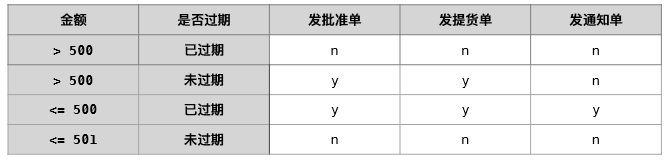 金额 是否过期 发批准单 发提货单 发通知单
> 500 已过期 n n n
> 500 未过期 y y n
<= 500 已过期 y y y
<= 501 未过期 n n n